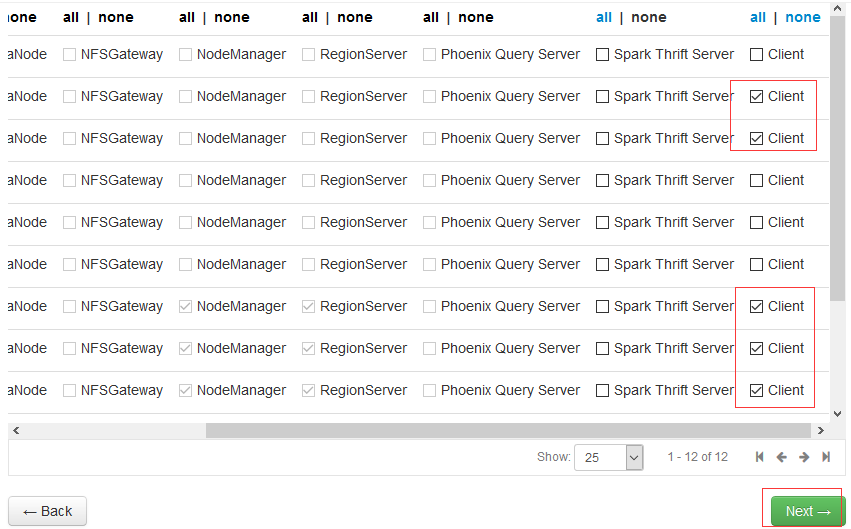 none all | none all | none all | none all | none all | none all | none
aNode NFSGateway NodeManager RegionServer Phoenix Query Server Spark Thrift Server Client
aNode NFSGateway NodeManager RegionServer Phoenix Query Server Spark Thrift Server Client
aNode NFSGateway NodeManager RegionServer Phoenix Query Server Spark Thrift Server Client
aNode NFSGateway NodeManager RegionServer Phoenix Query Server Spark Thrift Server Client
aNode NFSGateway NodeManager RegionServer Phoenix Query Server Spark Thrift Server Client
aNode NFSGateway NodeManager RegionServer Phoenix Query Server Spark Thrift Server Client
aNode NFSGateway NodeManager RegionServer Phoenix Query Server Spark Thrift Server Client
aNode NFSGateway NodeManager RegionServer Phoenix Query Server Spark Thrift Server Client
aNode NFSGateway NodeManager RegionServer Phoenix Query Server Spark Thrift Server Client
Show: 25 1 - 12 of 12
← Back Next →